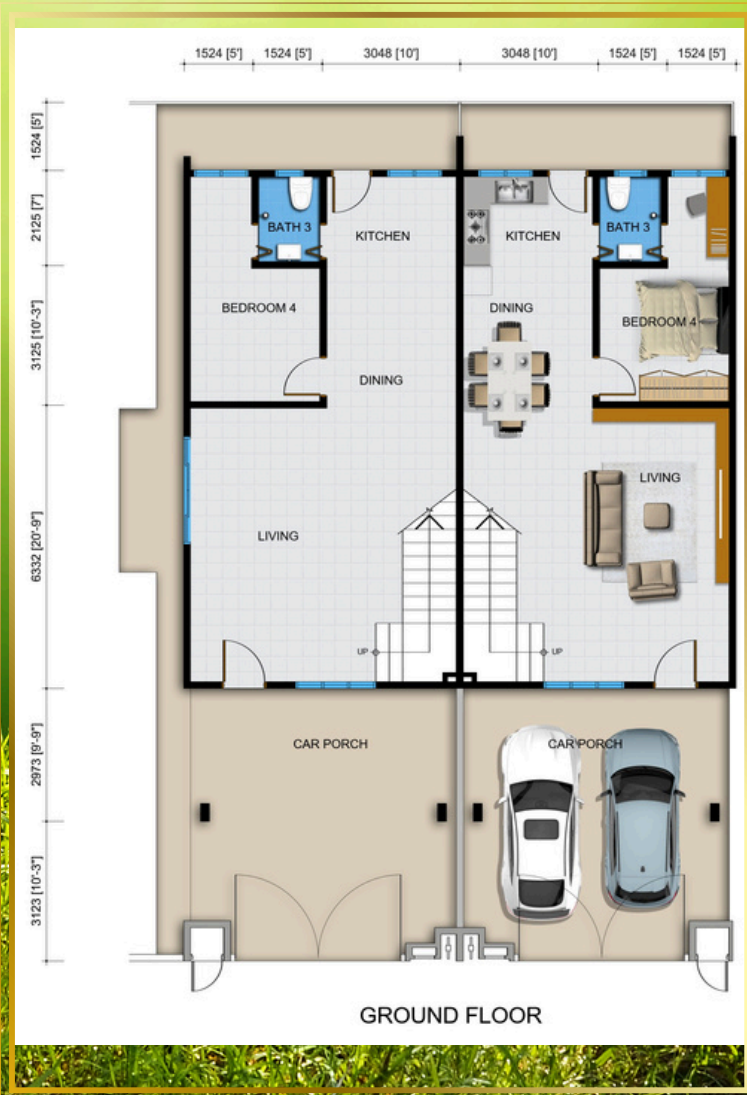 1524 [5'] 1524 [5'] 3048 [10'] 3048 [10'] 1524 [5'] 1524 [5']
1524 [5']
2125 [7']
3125 [10'-3"]
6332 [20'-9"]
2973 [9'-9"]
3123 [10'-3"]
BATH 3
KITCHEN
KITCHEN
BATH 3
BEDROOM 4
DINING
BEDROOM 4
DINING
LIVING
LIVING
UP
UP
CAR PORCH
CAR PORCH
GROUND FLOOR